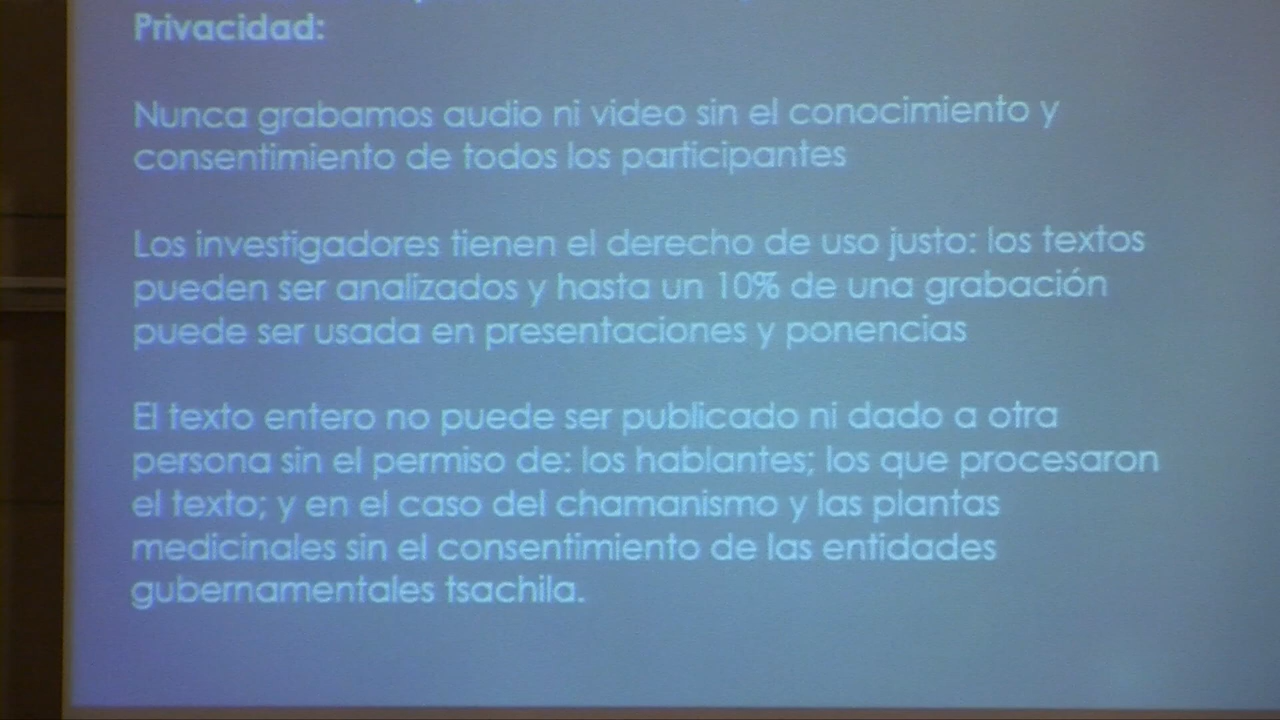 Privacidad:
Nunca grabamos audio ni video sin el conocimiento y
consentimiento de todos los participantes
Los investigadores tienen el derecho de uso justo: los textos
pueden ser analizados y hasta un 10% de una grabación
puede ser usada en presentaciones y ponencias
El texto entero no puede ser publicado ni dado a otra
persona sin el permiso de: los hablantes; los que procesaron
el texto; y en el caso del chamanismo y las plantas
medicinales sin el consentimiento de las entidades
gubernamentales tsachila.